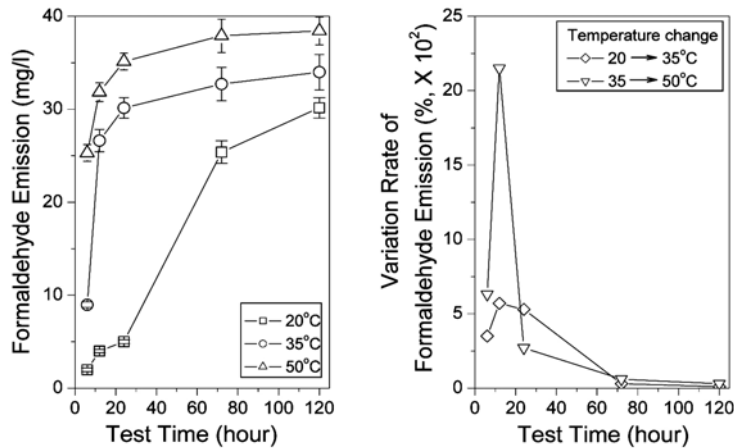 Formaldehyde Emission (mg/l)
40
30
20
10
0
20°C
35°C
50°C
0 20 40 60 80 100 120
Test Time (hour)
Variation Rrate of
Formaldehyde Emission (%, X 10²)
25
20
15
10
5
0
Temperature change
20 → 35°C
35 → 50°C
0 20 40 60 80 100 120
Test Time (hour)